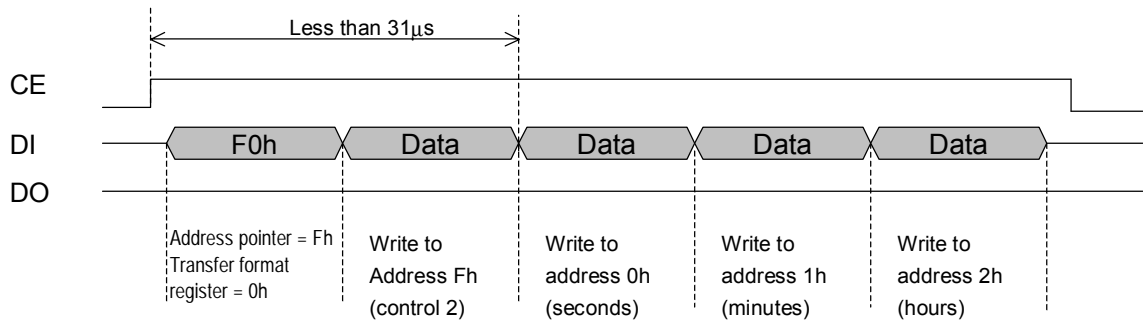 Less than 31μs
CE
DI
F0h
Data
Data
Data
Data
DO
Address pointer = Fh
Transfer format
register = 0h
Write to
Address Fh
(control 2)
Write to
address 0h
(seconds)
Write to
address 1h
(minutes)
Write to
address 2h
(hours)